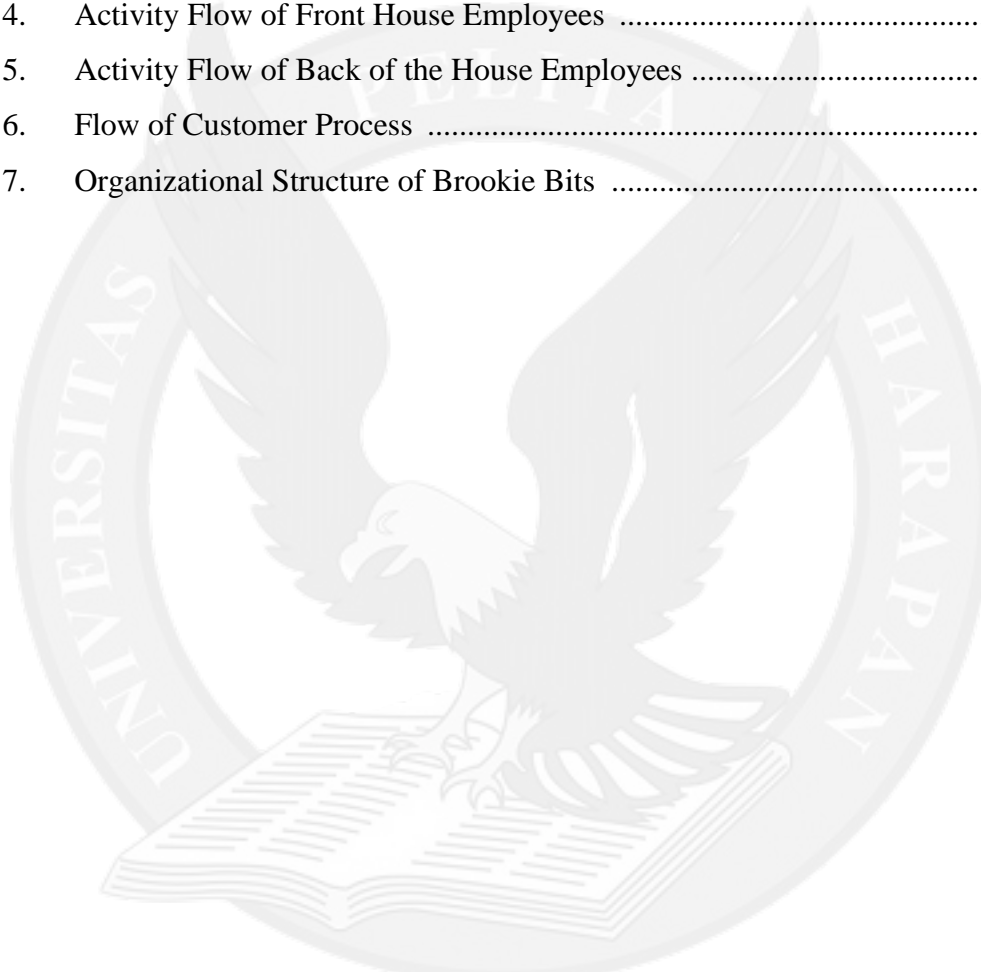 4. Activity Flow of Front House Employees ........................................
5. Activity Flow of Back of the House Employees ................................
6. Flow of Customer Process ..................................................................
7. Organizational Structure of Brookie Bits .........................................
UNIVERSITAS PELITA HARAPAN